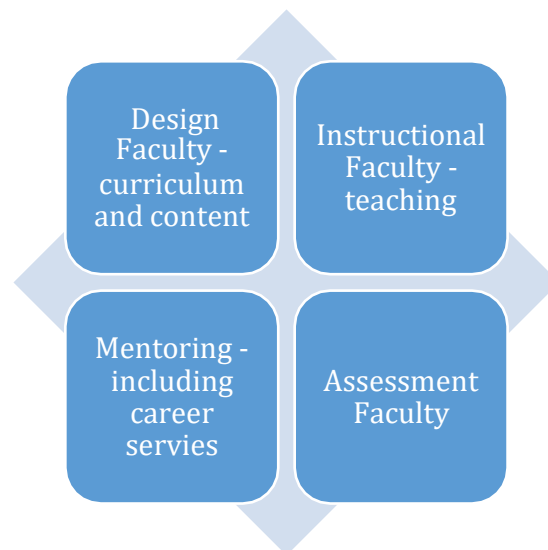 Design
Faculty -
curriculum
and content
Instructional
Faculty -
teaching
Mentoring -
including
career
servies
Assessment
Faculty